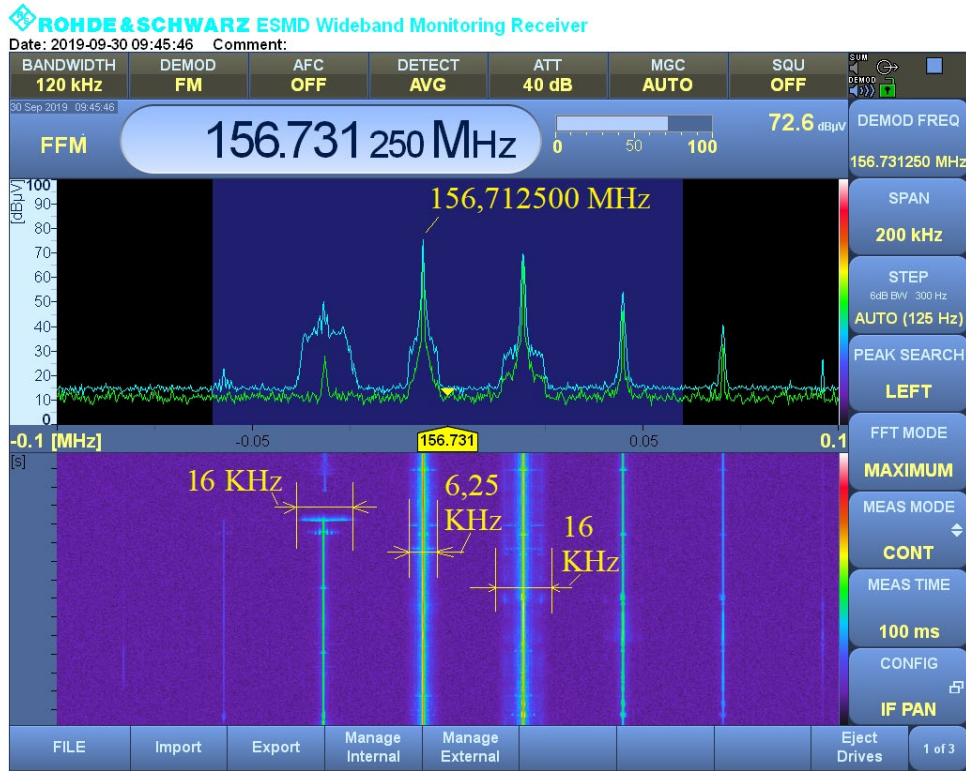 ROHDE & SCHWARZ ESMD Wideband Monitoring Receiver
Date: 2019-09-30 09:45:46 Comment:
BANDWIDTH DEMOD AFC DETECT ATT MGC SQU
120 kHz FM OFF AVG 40 dB AUTO OFF
SUM
DEMOD
30 Sep 2019 09:45:46
FFM
156.731 250 MHz
0 50 100
72.6 dBµV
DEMOD FREQ
156.731250 MHz
SPAN
200 kHz
STEP
6dB BW 300 Hz
AUTO (125 Hz)
PEAK SEARCH
LEFT
FFT MODE
MAXIMUM
MEAS MODE
CONT
MEAS TIME
100 ms
CONFIG
IF PAN
[dBµV]
100
90
80
70
60
50
40
30
20
10
0
156,712500 MHz
-0.1 [MHz] -0.05 156.731 0.05 0.1
[s]
16 KHz
6,25
KHz
16
KHz
FILE Import Export Manage Internal Manage External Eject Drives 1 of 3